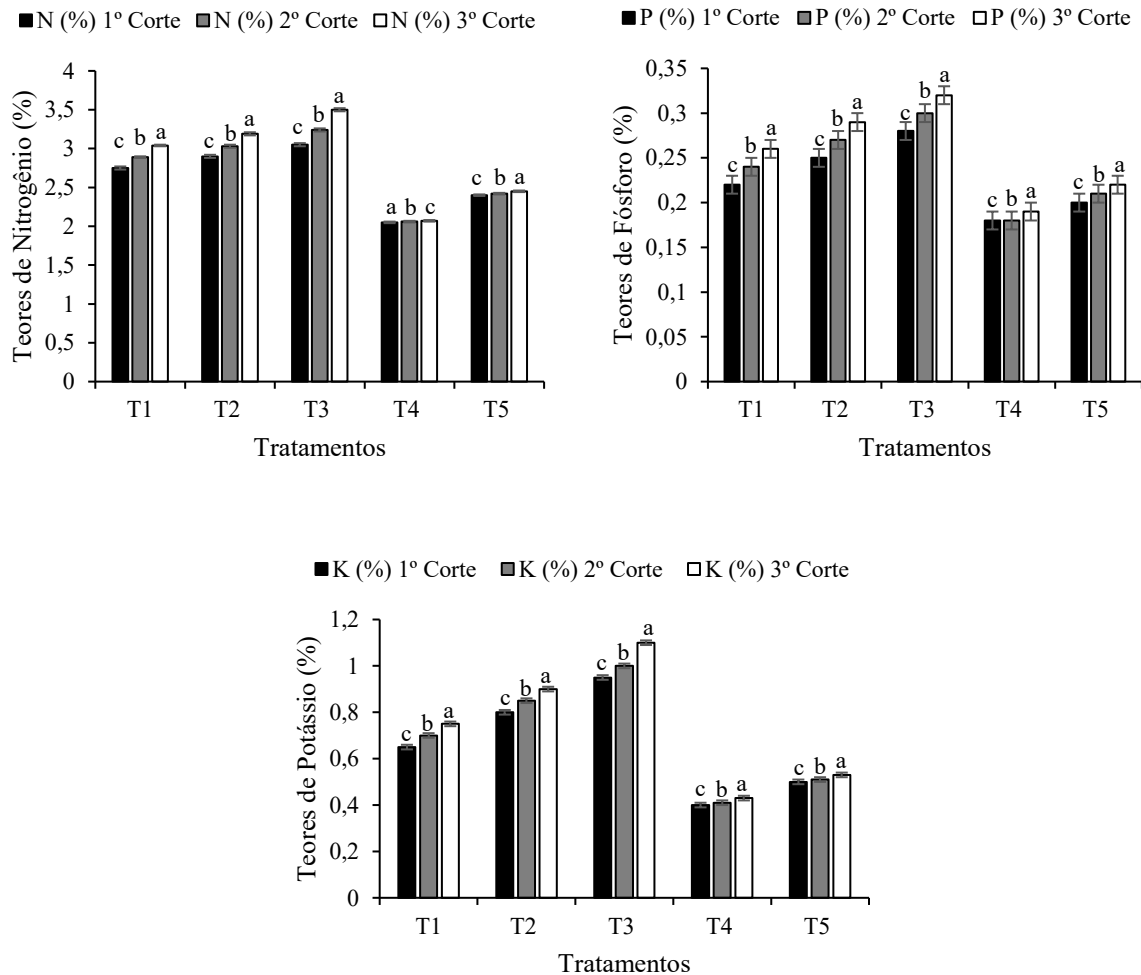 N (%) 1º Corte N (%) 2º Corte N (%) 3º Corte
Teores de Nitrogênio (%)
4
3,5
3
2,5
2
1,5
1
0,5
0
c b a
c b a
c b a
a b c
c b a
T1 T2 T3 T4 T5
Tratamentos
P (%) 1º Corte P (%) 2º Corte P (%) 3º Corte
Teores de Fósforo (%)
0,35
0,3
0,25
0,2
0,15
0,1
0,05
0
c b a
c b a
c b a
c b a
c b a
T1 T2 T3 T4 T5
Tratamentos
K (%) 1º Corte K (%) 2º Corte K (%) 3º Corte
Teores de Potássio (%)
1,2
1
0,8
0,6
0,4
0,2
0
c b a
c b a
c b a
c b a
c b a
T1 T2 T3 T4 T5
Tratamentos